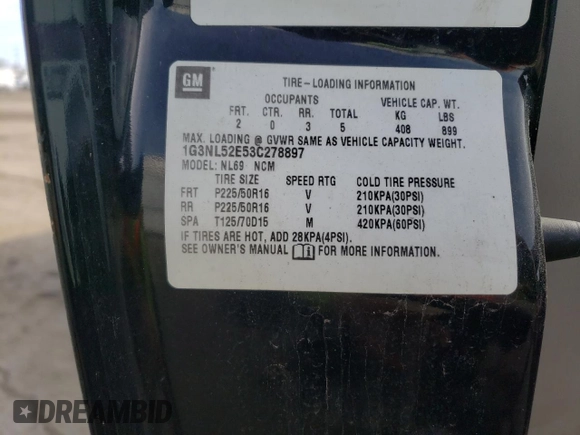 GM
TIRE-LOADING INFORMATION
OCCUPANTS VEHICLE CAP. WT.
FRT. CTR. RR. TOTAL KG LBS
2 0 3 5 408 899
MAX. LOADING @ GVWR SAME AS VEHICLE CAPACITY WEIGHT.
1G3NL52E53C278897
MODEL: NL69 NCM
TIRE SIZE SPEED RTG COLD TIRE PRESSURE
FRT P225/50R16 V 210KPA(30PSI)
RR P225/50R16 V 210KPA(30PSI)
SPA T125/70D15 M 420KPA(60PSI)
IF TIRES ARE HOT, ADD 28KPA(4PSI).
SEE OWNER'S MANUAL FOR MORE INFORMATION.
DREAMBID